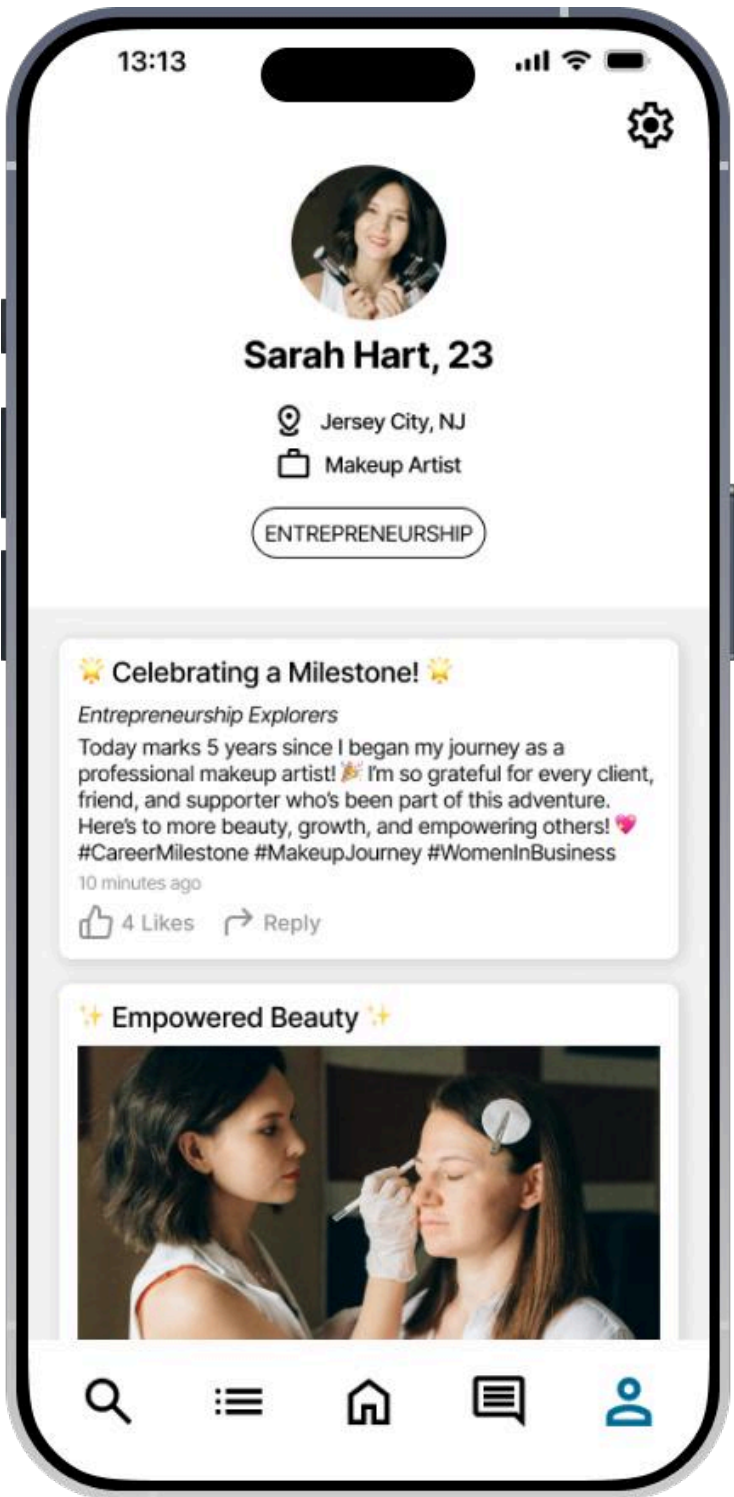 13:13
Sarah Hart, 23
Jersey City, NJ
Makeup Artist
ENTREPRENEURSHIP
🌟 Celebrating a Milestone! 🌟
Entrepreneurship Explorers
Today marks 5 years since I began my journey as a
professional makeup artist! 🎉 I'm so grateful for every client,
friend, and supporter who's been part of this adventure.
Here's to more beauty, growth, and empowering others! 💖
#CareerMilestone #MakeupJourney #WomenInBusiness
10 minutes ago
4 Likes Reply
✨ Empowered Beauty ✨